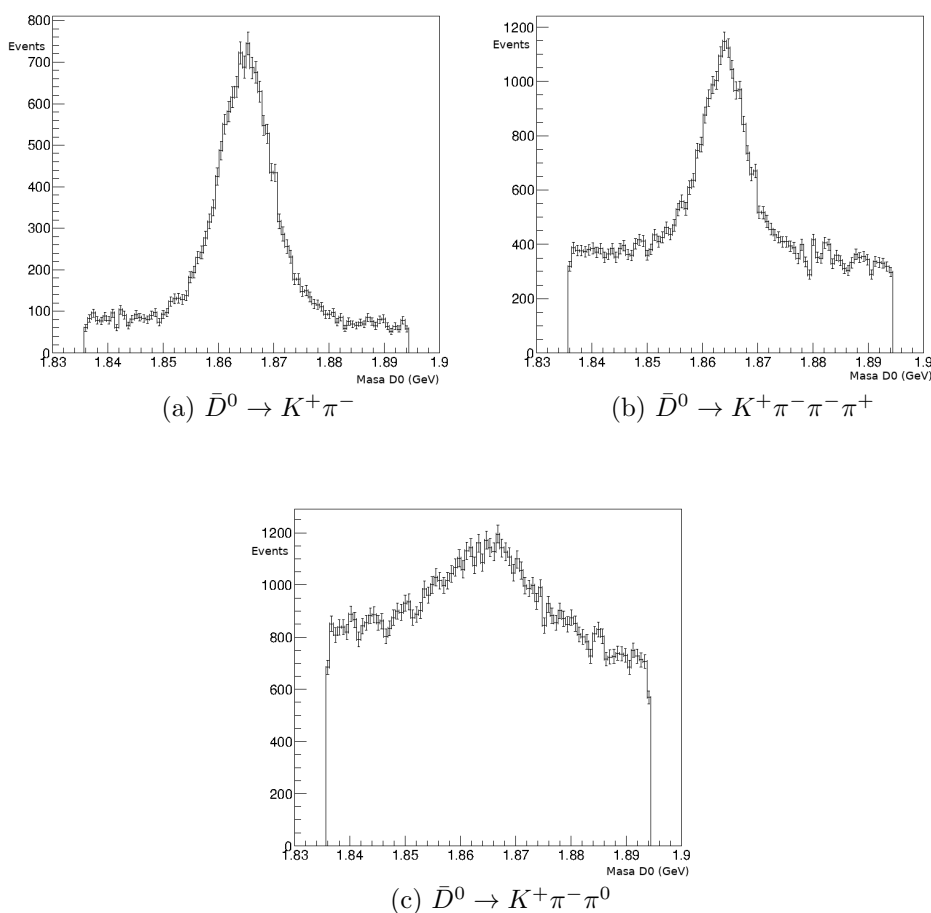 800
Events
700
600
500
400
300
200
100
0
1.83 1.84 1.85 1.86 1.87 1.88 1.89 1.9
Masa D0 (GeV)
(a) D̄⁰ → K⁺π⁻
1200
Events
1000
800
600
400
200
0
1.83 1.84 1.85 1.86 1.87 1.88 1.89 1.9
Masa D0 (GeV)
(b) D̄⁰ → K⁺π⁻π⁻π⁺
1200
Events
1000
800
600
400
200
0
1.83 1.84 1.85 1.86 1.87 1.88 1.89 1.9
Masa D0 (GeV)
(c) D̄⁰ → K⁺π⁻π⁰